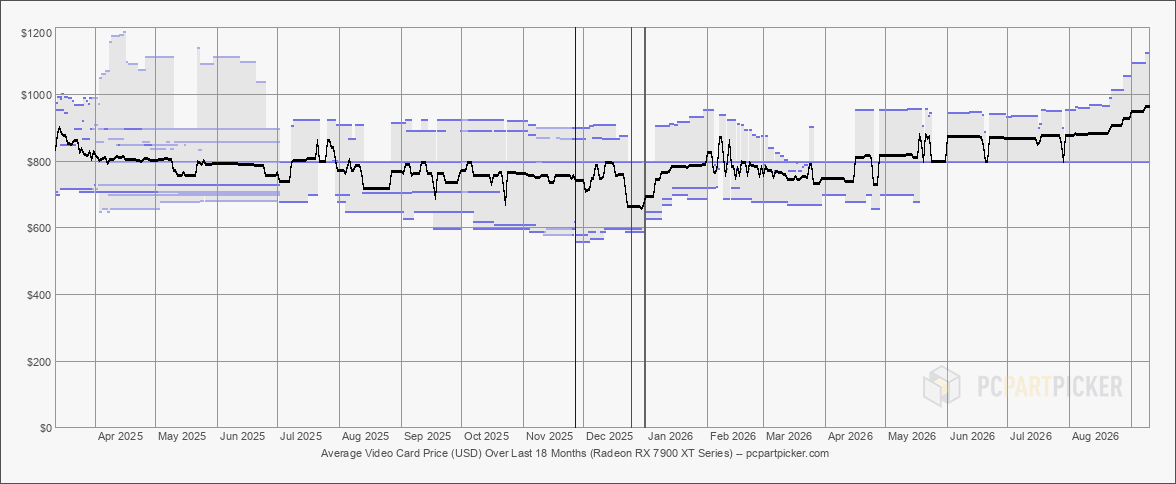 $1200
$1000
$800
$600
$400
$200
$0
PCPARTPICKER
Apr 2025 May 2025 Jun 2025 Jul 2025 Aug 2025 Sep 2025 Oct 2025 Nov 2025 Dec 2025 Jan 2026 Feb 2026 Mar 2026 Apr 2026 May 2026 Jun 2026 Jul 2026 Aug 2026
Average Video Card Price (USD) Over Last 18 Months (Radeon RX 7900 XT Series) -- pcpartpicker.com